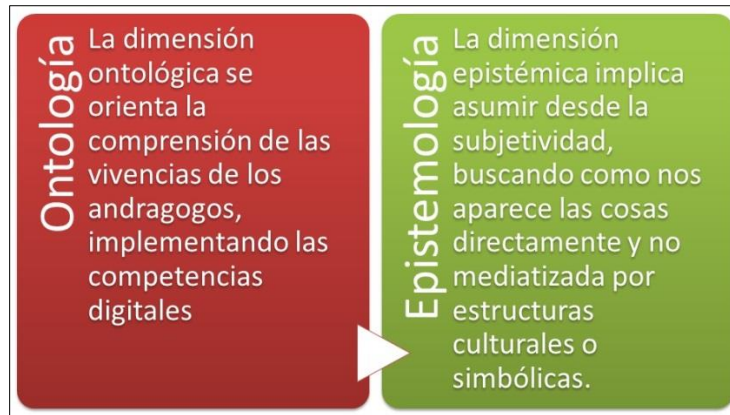 Ontología
La dimensión
ontológica se
orienta la
comprensión de las
vivencias de los
andragogos,
implementando las
competencias
digitales
Epistemología
La dimensión
epistémica implica
asumir desde la
subjetividad,
buscando como nos
aparece las cosas
directamente y no
mediatizada por
estructuras
culturales o
simbólicas.